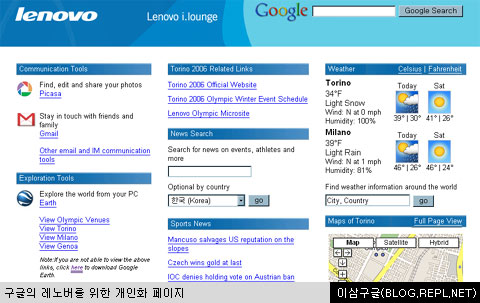 lenovo
Lenovo i.lounge
Google
Google Search
Communication Tools
Find, edit and share your photos
Picasa
Stay in touch with friends and family
Gmail
Other email and IM communication tools
Exploration Tools
Explore the world from your PC
Earth
View Olympic Venues
View Torino
View Milano
View Genoa
Note:If you are not able to view the above links, click here to download Google Earth.
Torino 2006 Related Links
Torino 2006 Official Website
Torino 2006 Olympic Winter Event Schedule
Lenovo Olympic Microsite
News Search
Search for news on events, athletes and more
Optional by country
한국 (Korea)
go
Sports News
Mancuso salvages US reputation on the slopes
Czech wins gold at last
IOC denies holding vote on Austrian ban
Weather
Celsius | Fahrenheit
Torino
34°F
Light Snow
Wind: N at 0 mph
Humidity: 100%
Today
39° | 30°
Sat
41° | 26°
Milano
39°F
Light Rain
Wind: N at 1 mph
Humidity: 81%
Today
46° | 26°
Sat
46° | 24°
Find weather information around the world
City, Country
go
Maps of Torino
Full Page View
Map
Satellite
Hybrid
구글의 레노버를 위한 개인화 페이지
이삼구글(BLOG.REPL.NET)